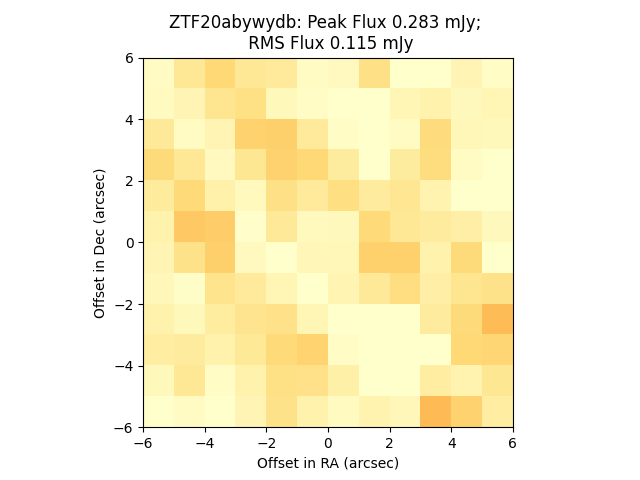 ZTF20abywydb: Peak Flux 0.283 mJy;
RMS Flux 0.115 mJy
6
4
2
0
−2
−4
−6
Offset in Dec (arcsec)
−6 −4 −2 0 2 4 6
Offset in RA (arcsec)